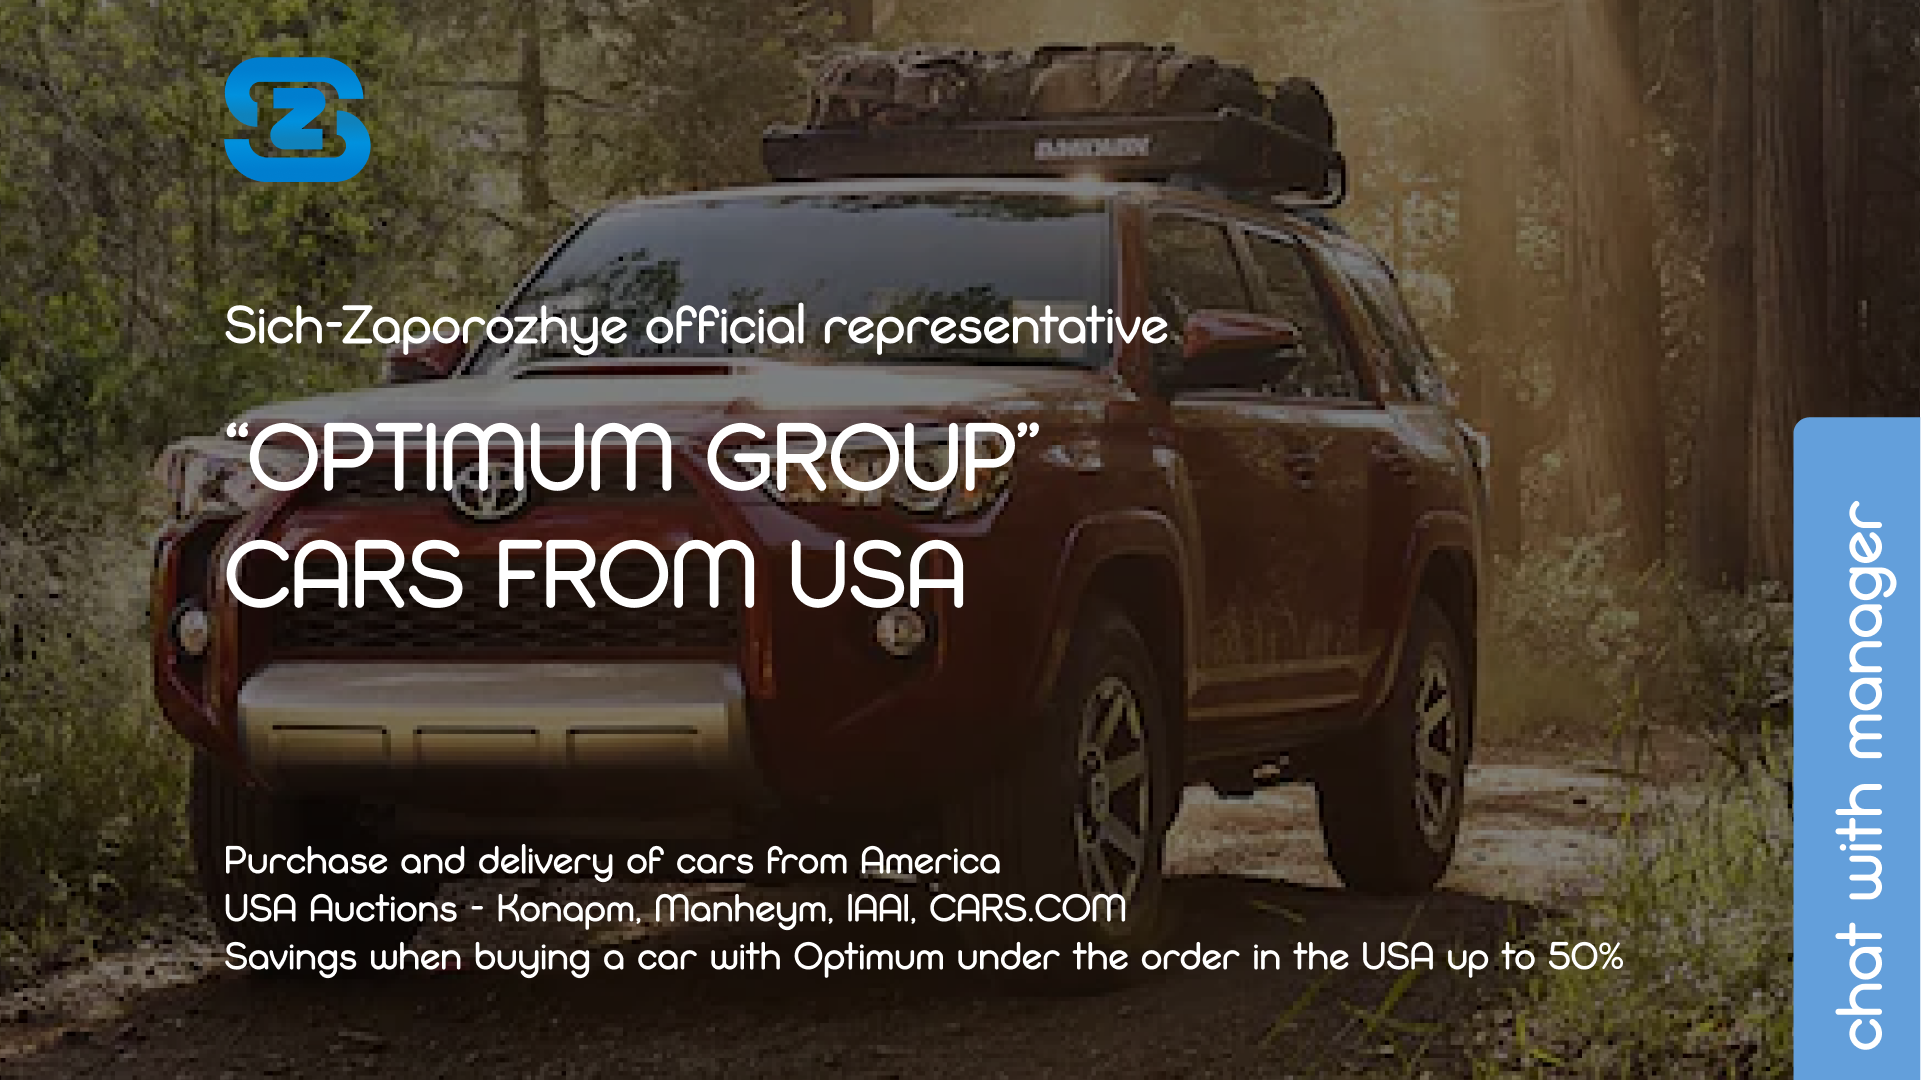 SZ
Sich-Zaporozhye official representative
“OPTIMUM GROUP”
CARS FROM USA
Purchase and delivery of cars from America
USA Auctions - Konapm, Manheym, IAAI, CARS.COM
Savings when buying a car with Optimum under the order in the USA up to 50%
chat with manager